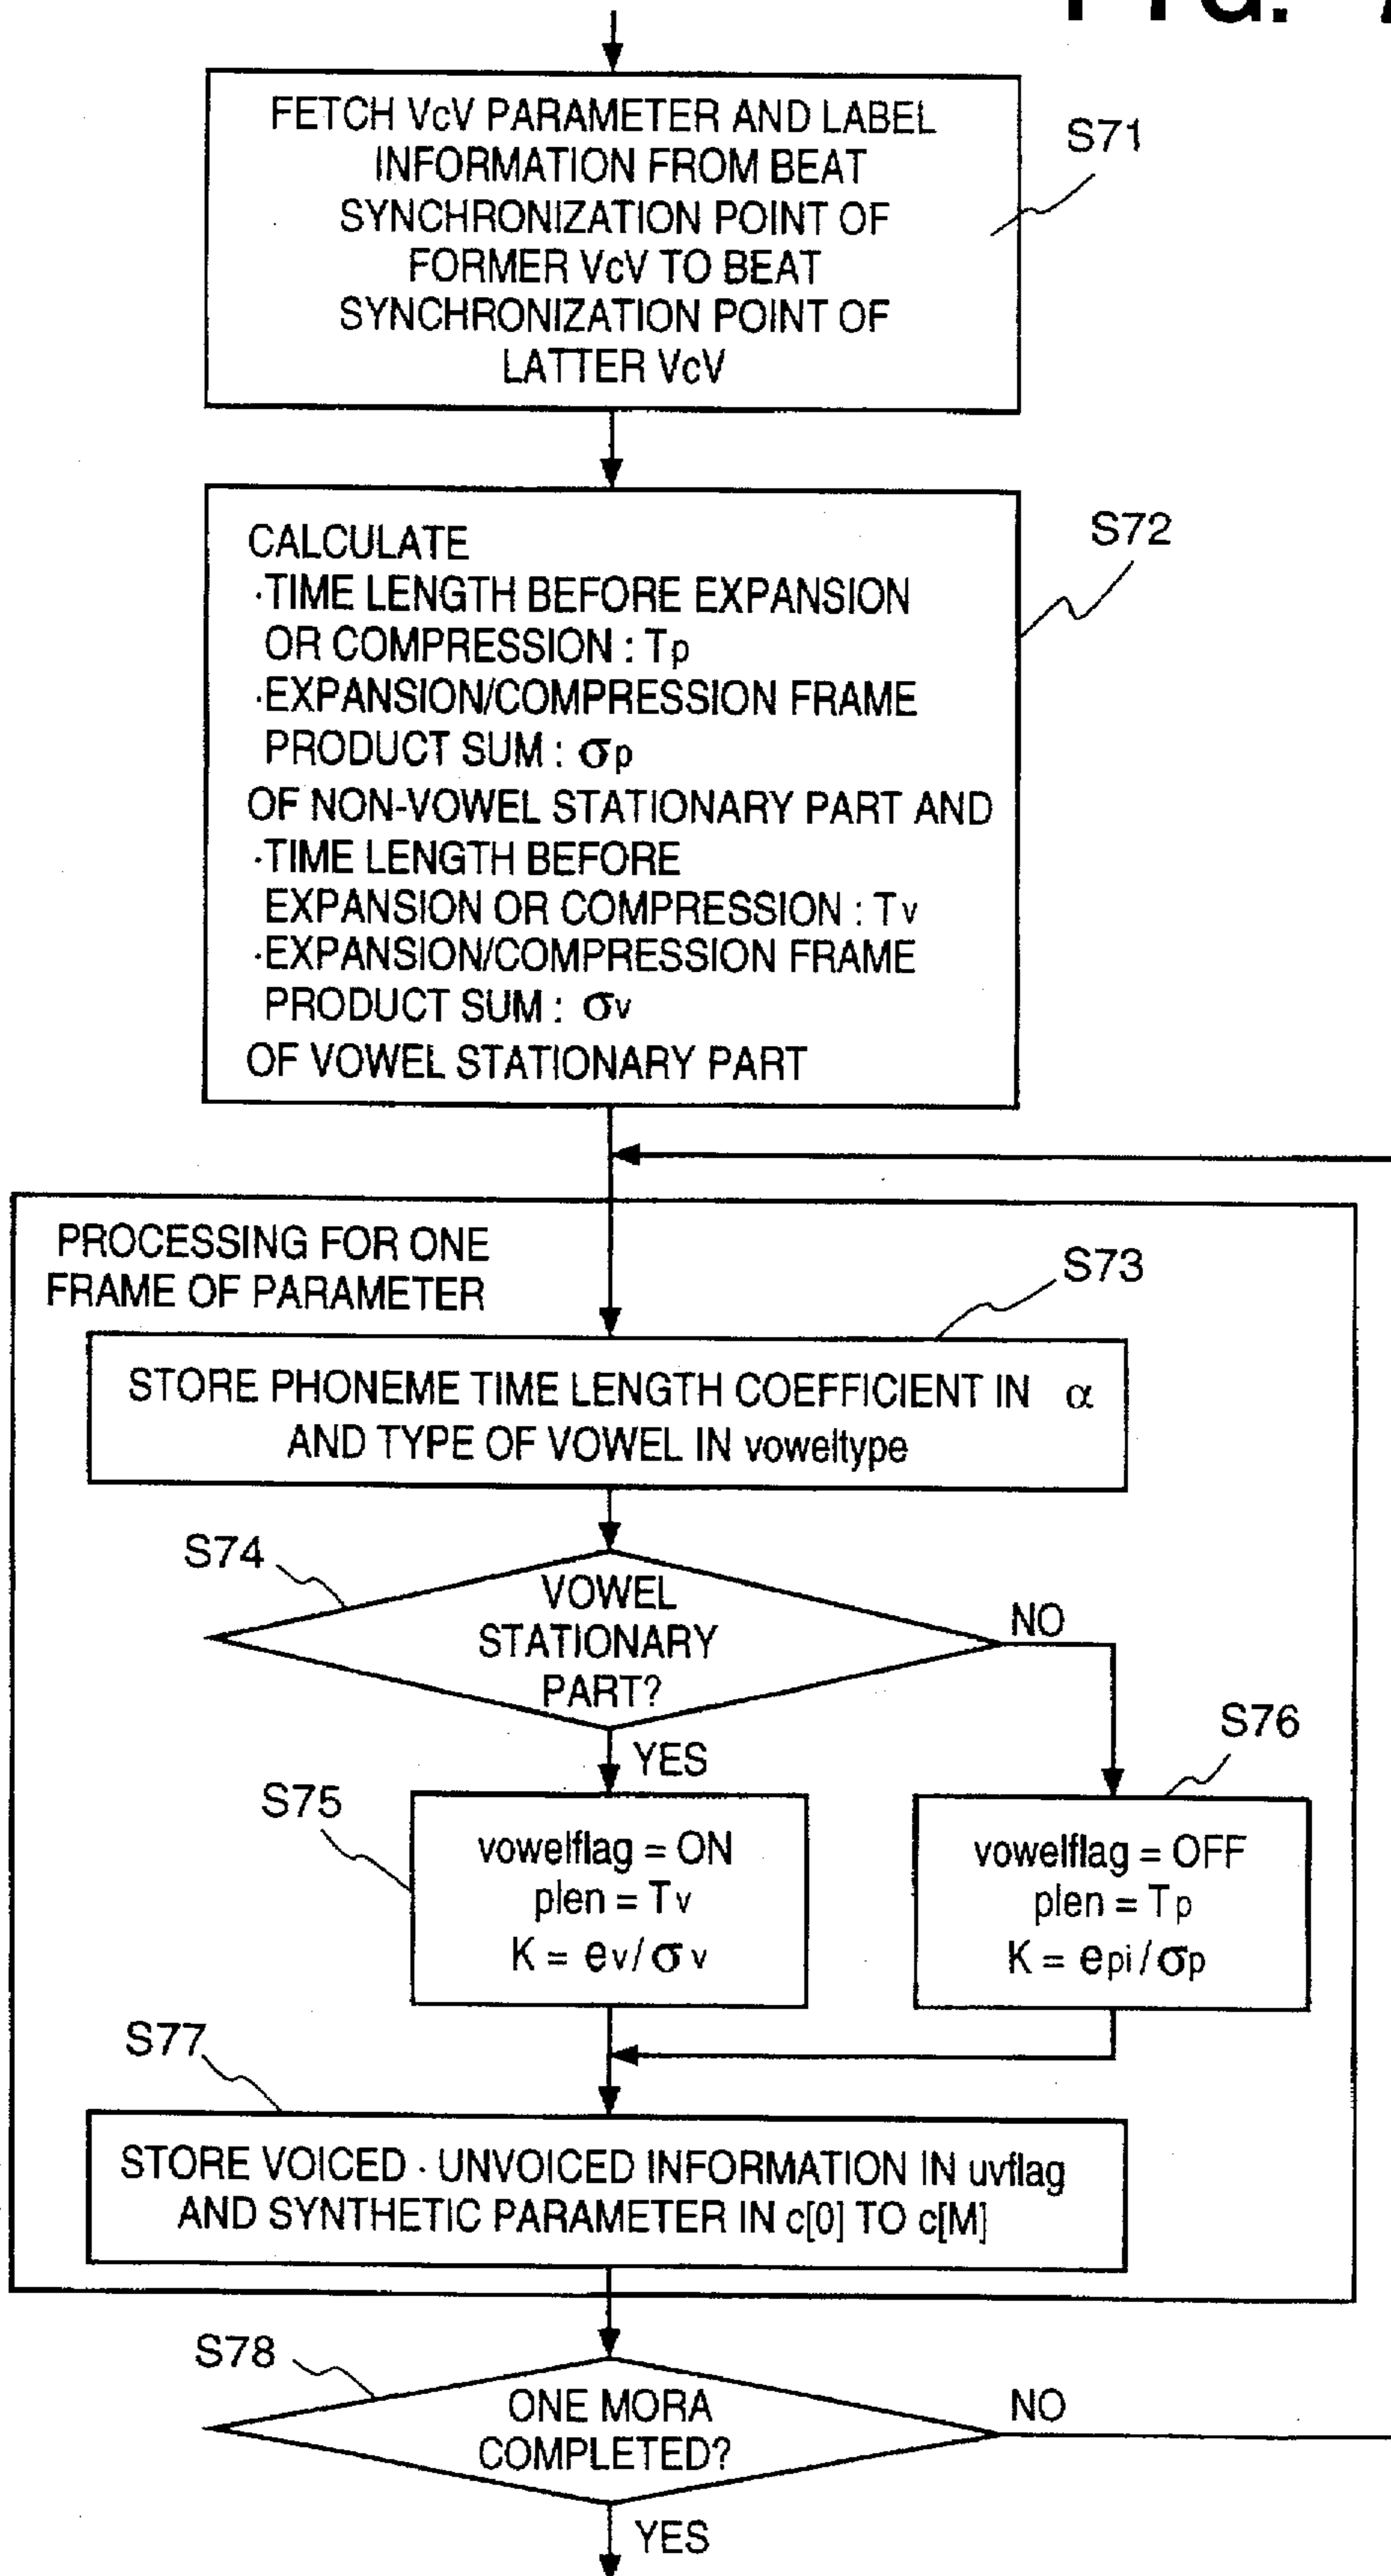 FIG.
FETCH VcV PARAMETER AND LABEL
INFORMATION FROM BEAT
SYNCHRONIZATION POINT OF
FORMER VcV TO BEAT
SYNCHRONIZATION POINT OF
LATTER VcV
S71
CALCULATE
·TIME LENGTH BEFORE EXPANSION
OR COMPRESSION : Tp
·EXPANSION/COMPRESSION FRAME
PRODUCT SUM : σp
OF NON-VOWEL STATIONARY PART AND
·TIME LENGTH BEFORE
EXPANSION OR COMPRESSION : Tv
·EXPANSION/COMPRESSION FRAME
PRODUCT SUM : σv
OF VOWEL STATIONARY PART
S72
PROCESSING FOR ONE
FRAME OF PARAMETER
S73
STORE PHONEME TIME LENGTH COEFFICIENT IN α
AND TYPE OF VOWEL IN voweltype
S74
VOWEL
STATIONARY
PART?
NO
YES
S75
vowelflag = ON
plen = Tv
K = ev/σv
S76
vowelflag = OFF
plen = Tp
K = epi/σp
S77
STORE VOICED · UNVOICED INFORMATION IN uvflag
AND SYNTHETIC PARAMETER IN c[0] TO c[M]
S78
ONE MORA
COMPLETED?
NO
YES